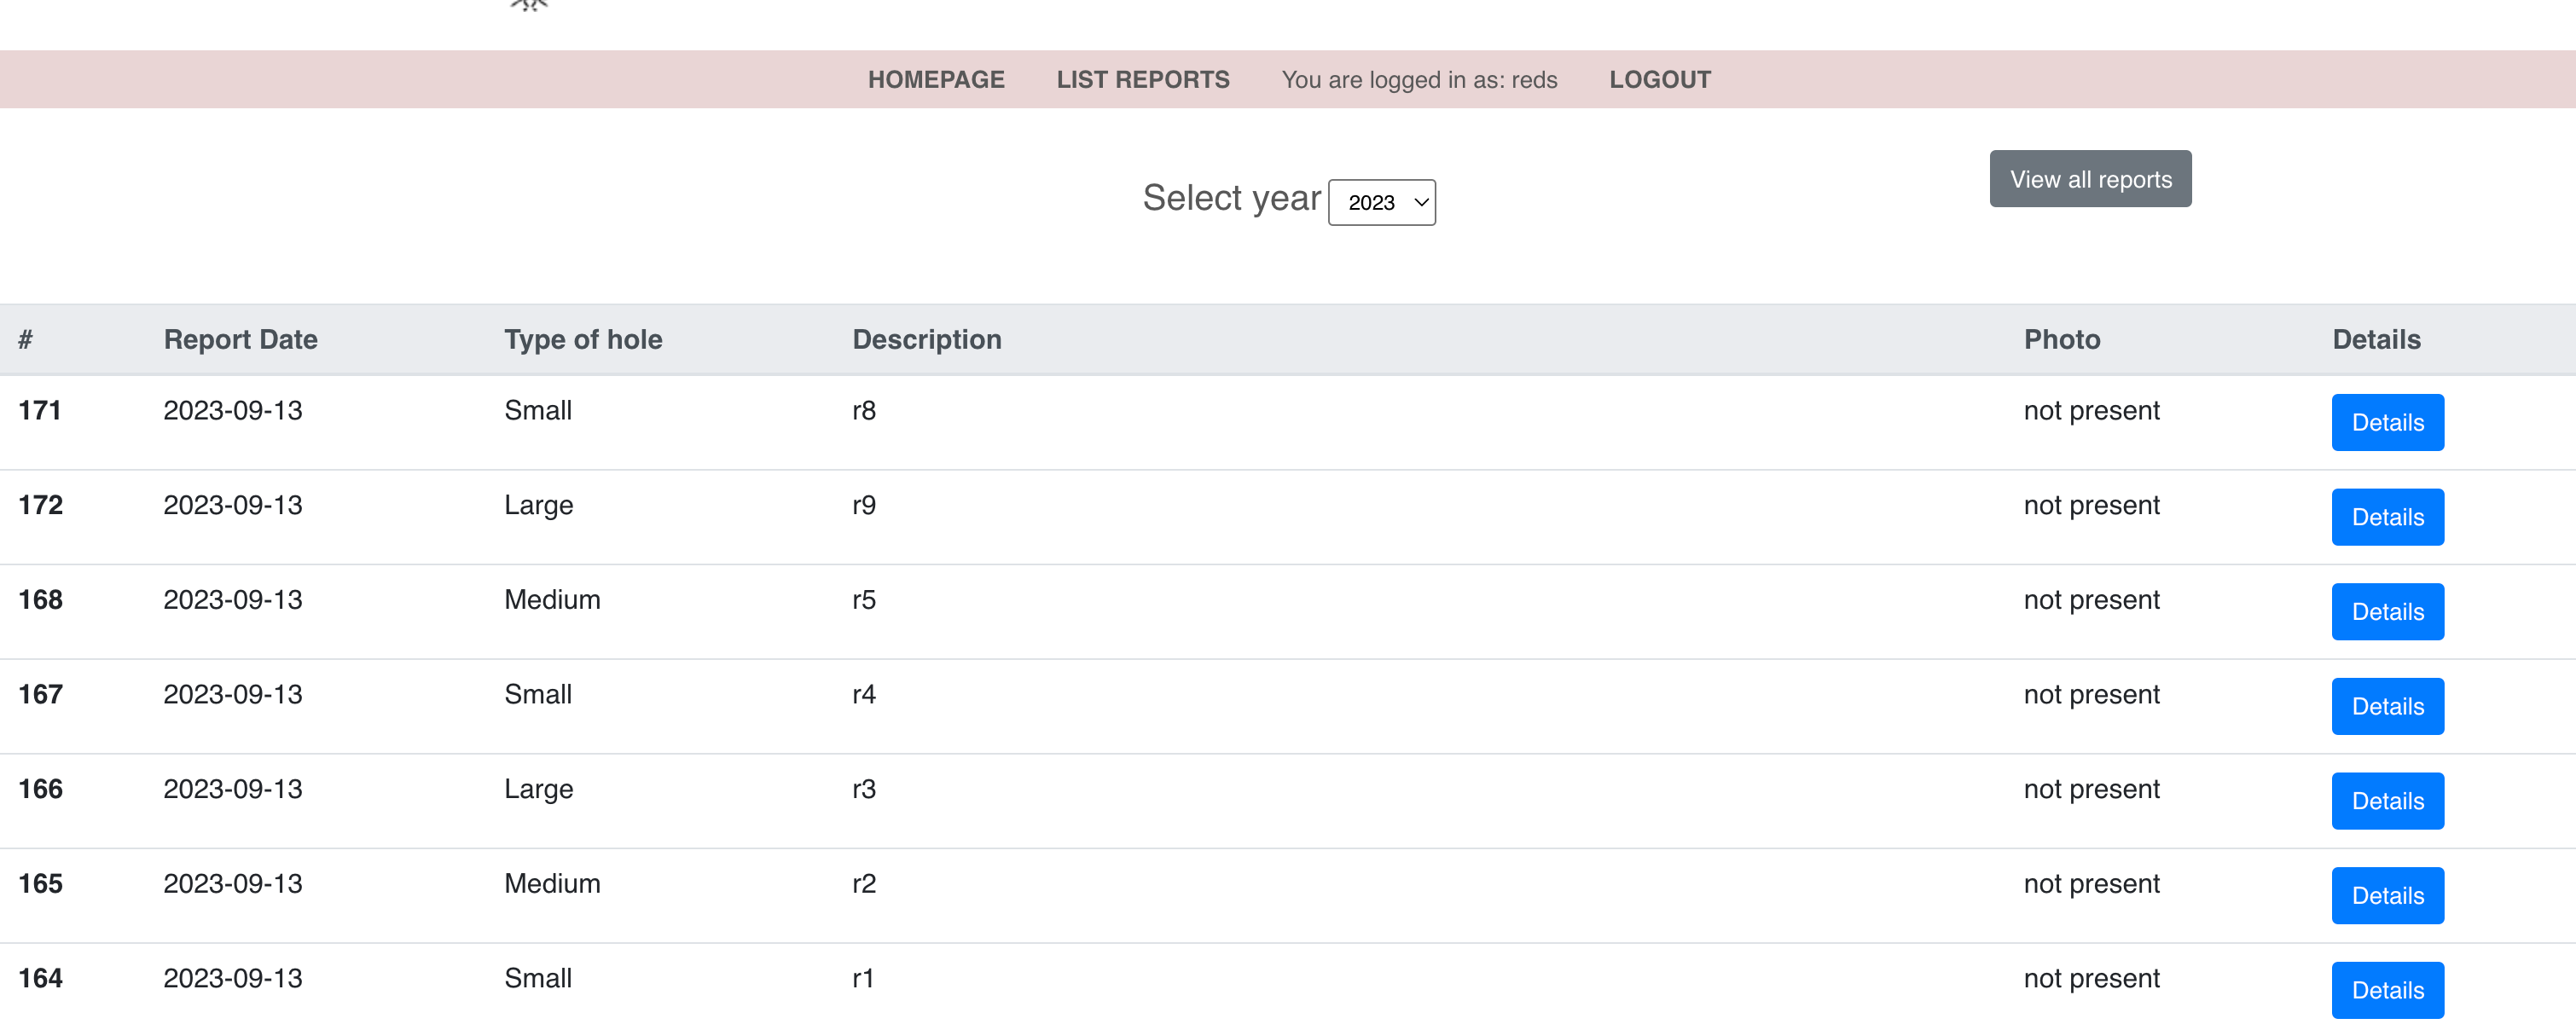 HOMEPAGE LIST REPORTS You are logged in as: reds LOGOUT
View all reports
Select year 2023
# Report Date Type of hole Description Photo Details
171 2023-09-13 Small r8 not present Details
172 2023-09-13 Large r9 not present Details
168 2023-09-13 Medium r5 not present Details
167 2023-09-13 Small r4 not present Details
166 2023-09-13 Large r3 not present Details
165 2023-09-13 Medium r2 not present Details
164 2023-09-13 Small r1 not present Details